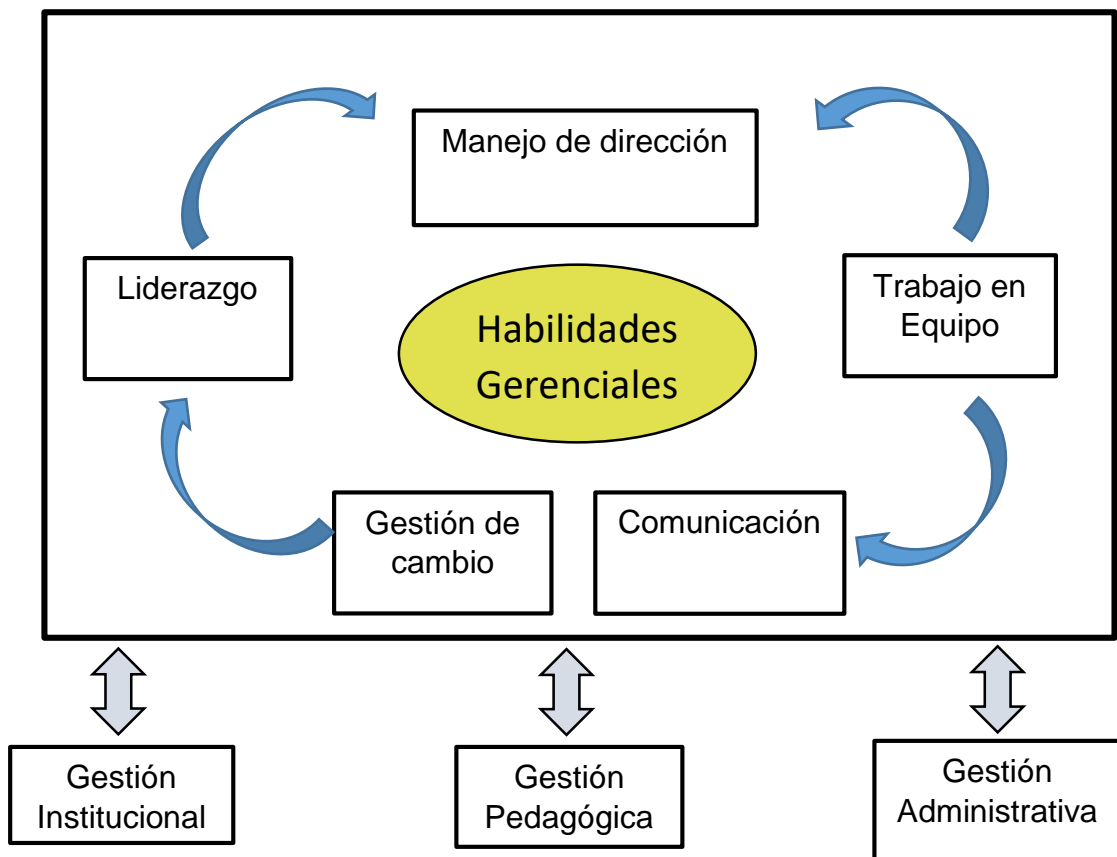 Manejo de dirección
Liderazgo
Trabajo en
Equipo
Habilidades
Gerenciales
Gestión de
cambio
Comunicación
Gestión
Institucional
Gestión
Pedagógica
Gestión
Administrativa